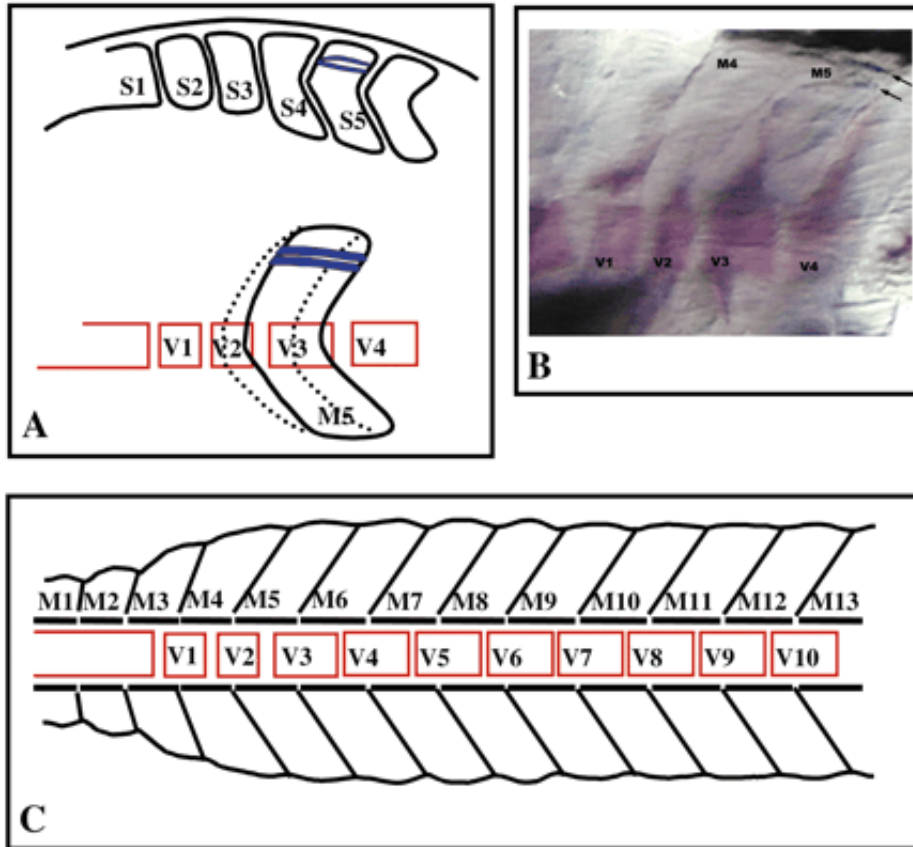 S1 S2 S3 S4 S5
V1 V2 V3 V4
M5
A
M4 M5
V1 V2 V3 V4
B
M1 M2 M3 M4 M5 M6 M7 M8 M9 M10 M11 M12 M13
V1 V2 V3 V4 V5 V6 V7 V8 V9 V10
C